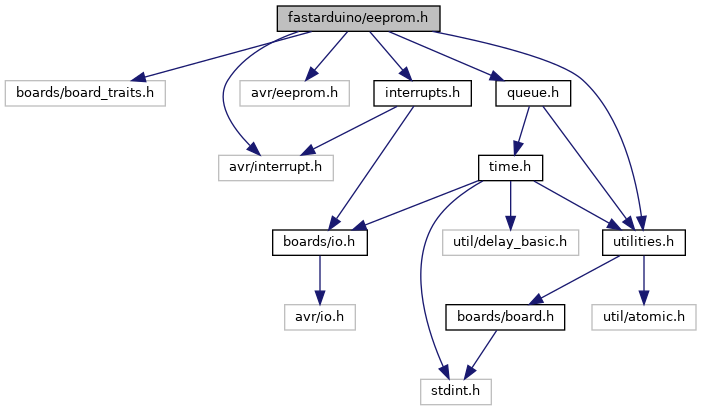 fastarduino/eeprom.h
boards/board_traits.h
avr/eeprom.h
interrupts.h
queue.h
avr/interrupt.h
time.h
boards/io.h
util/delay_basic.h
utilities.h
avr/io.h
boards/board.h
util/atomic.h
stdint.h